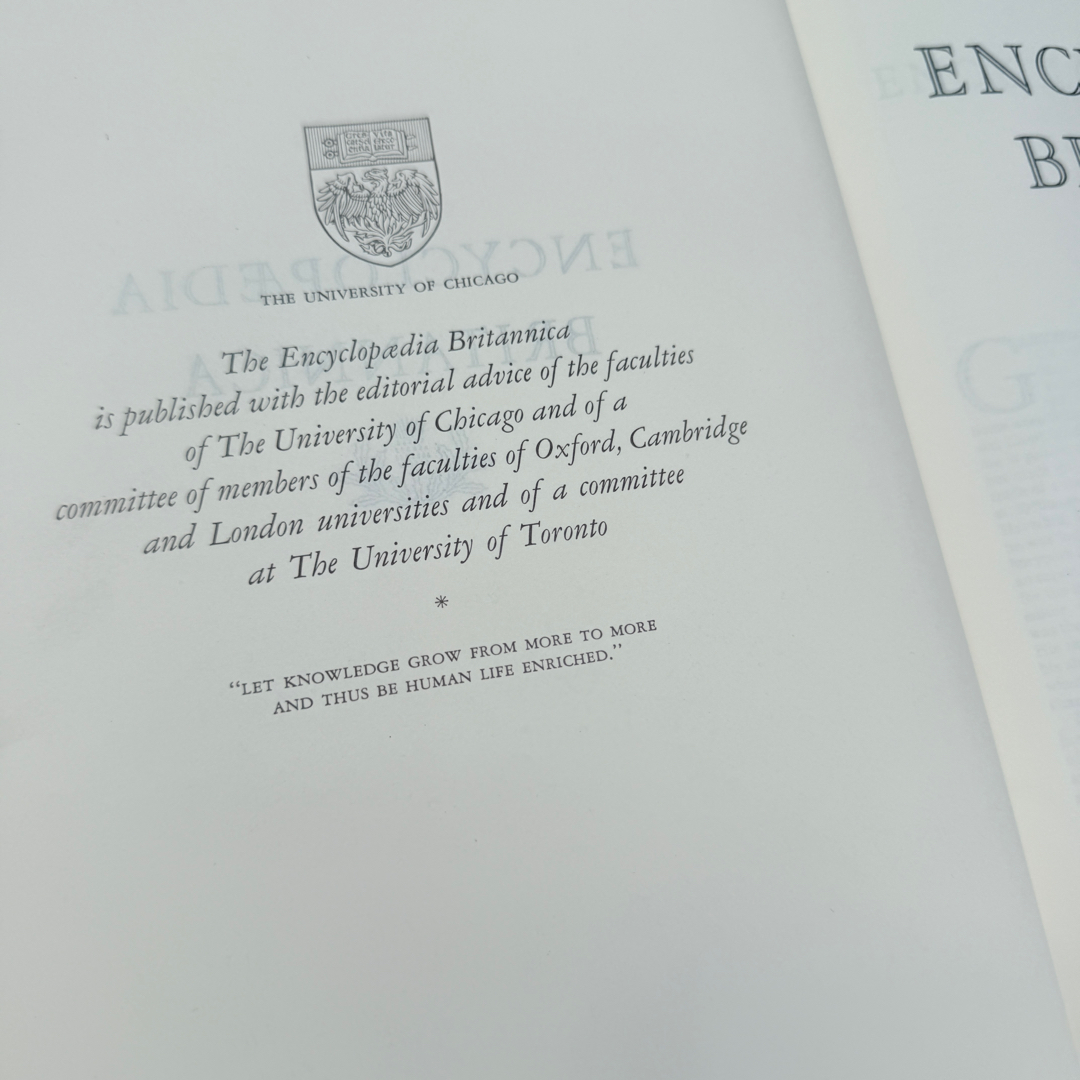 THE UNIVERSITY OF CHICAGO
The Encyclopædia Britannica
is published with the editorial advice of the faculties
of The University of Chicago and of a
committee of members of the faculties of Oxford, Cambridge
and London universities and of a committee
at The University of Toronto
*
“LET KNOWLEDGE GROW FROM MORE TO MORE
AND THUS BE HUMAN LIFE ENRICHED.”
ENCYCLOPÆDIA
BRITANNICA
ENC
B